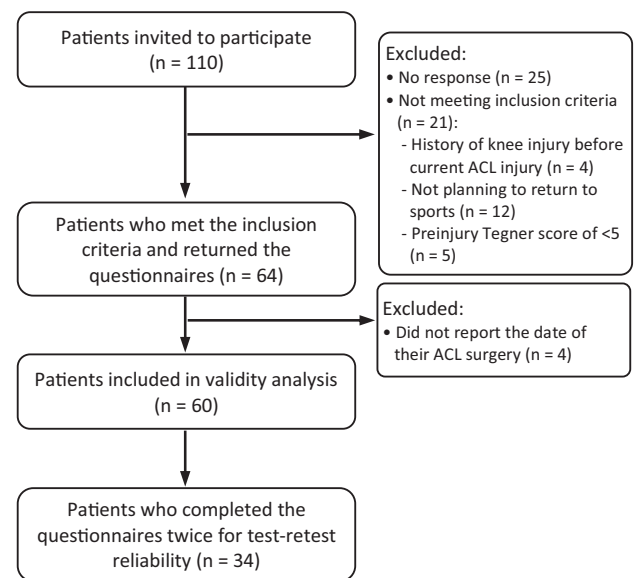 Patients invited to participate
(n = 110)
Excluded:
• No response (n = 25)
• Not meeting inclusion criteria
(n = 21):
- History of knee injury before
current ACL injury (n = 4)
- Not planning to return to
sports (n = 12)
- Preinjury Tegner score of <5
(n = 5)
Patients who met the inclusion
criteria and returned the
questionnaires (n = 64)
Excluded:
• Did not report the date of
their ACL surgery (n = 4)
Patients included in validity analysis
(n = 60)
Patients who completed the
questionnaires twice for test-retest
reliability (n = 34)